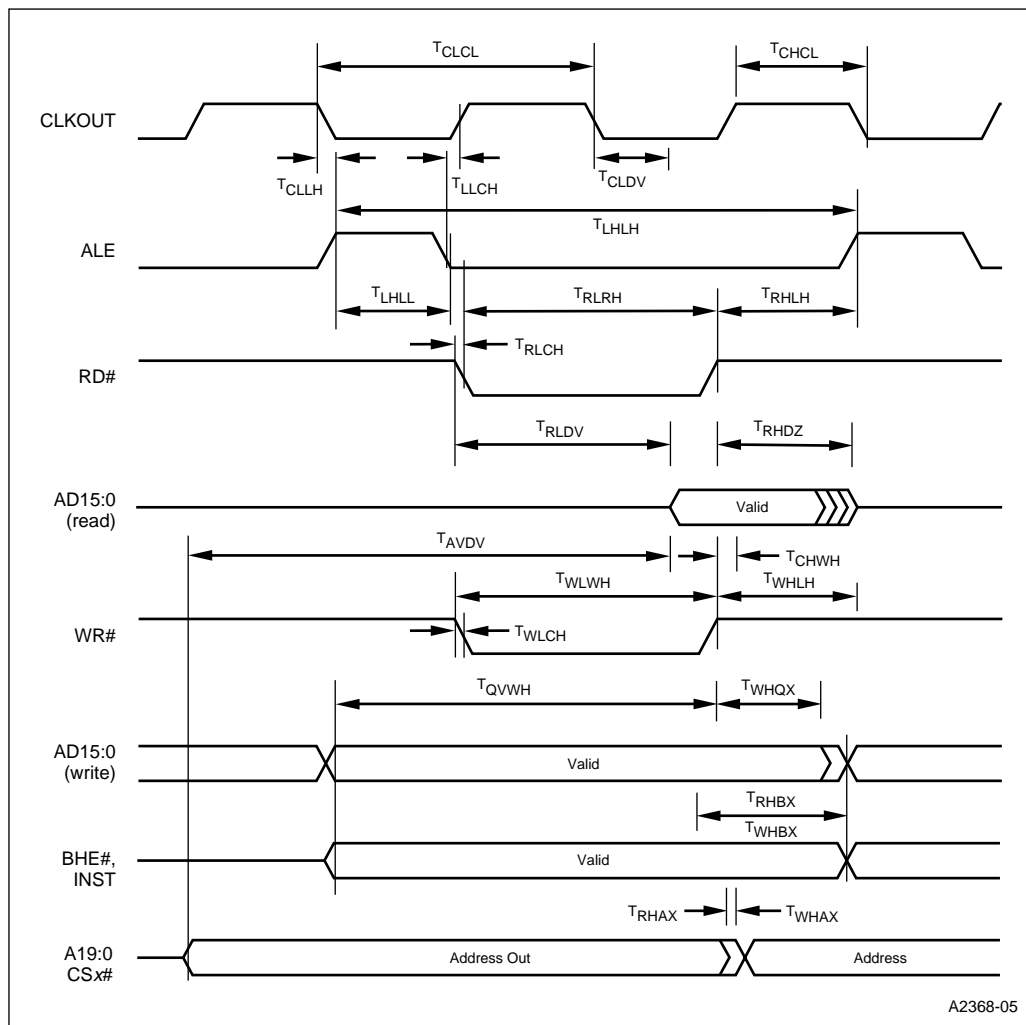 TCLCL
TCHCL
CLKOUT
TCLLH
TLLCH
TCLDV
TLHLH
ALE
TLHLL
TRLRH
TRHLH
TRLCH
RD#
TRLDV
TRHDZ
AD15:0
(read)
Valid
TAVDV
TCHWH
TWLWH
TWHLH
WR#
TWLCH
TQVWH
TWHQX
AD15:0
(write)
Valid
TRHBX
TWHBX
BHE#,
INST
Valid
TRHAX
TWHAX
A19:0
CSx#
Address Out
Address
A2368-05